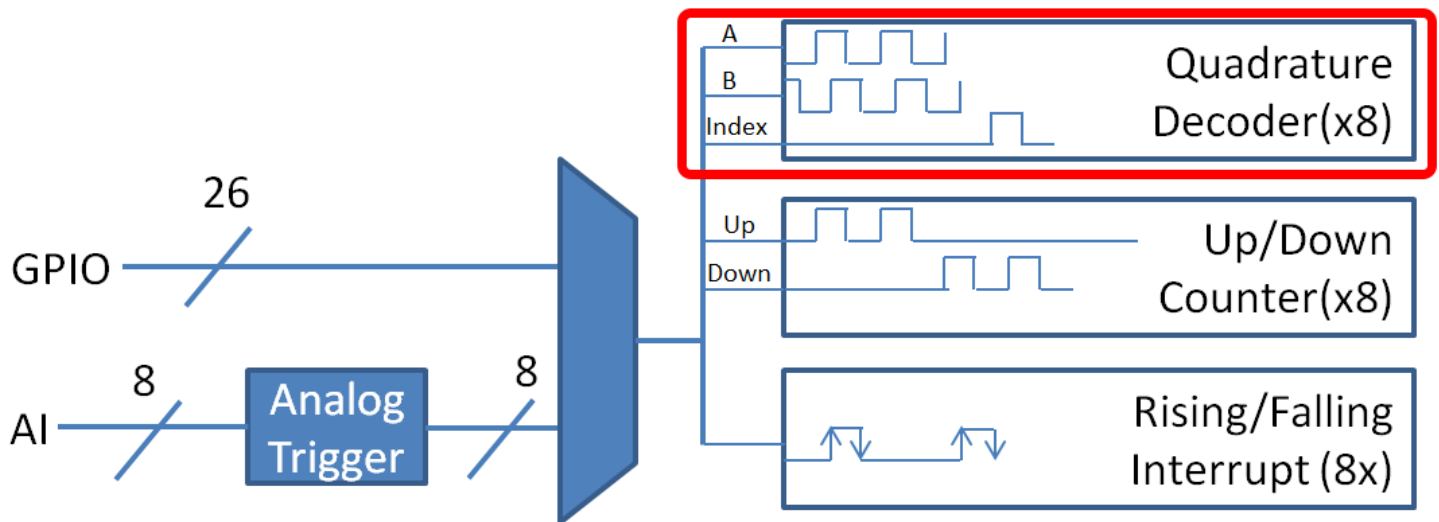 A
B
Index
Quadrature
Decoder(x8)
26
GPIO
Up
Down
Up/Down
Counter(x8)
8
AI
Analog
Trigger
8
Rising/Falling
Interrupt (8x)